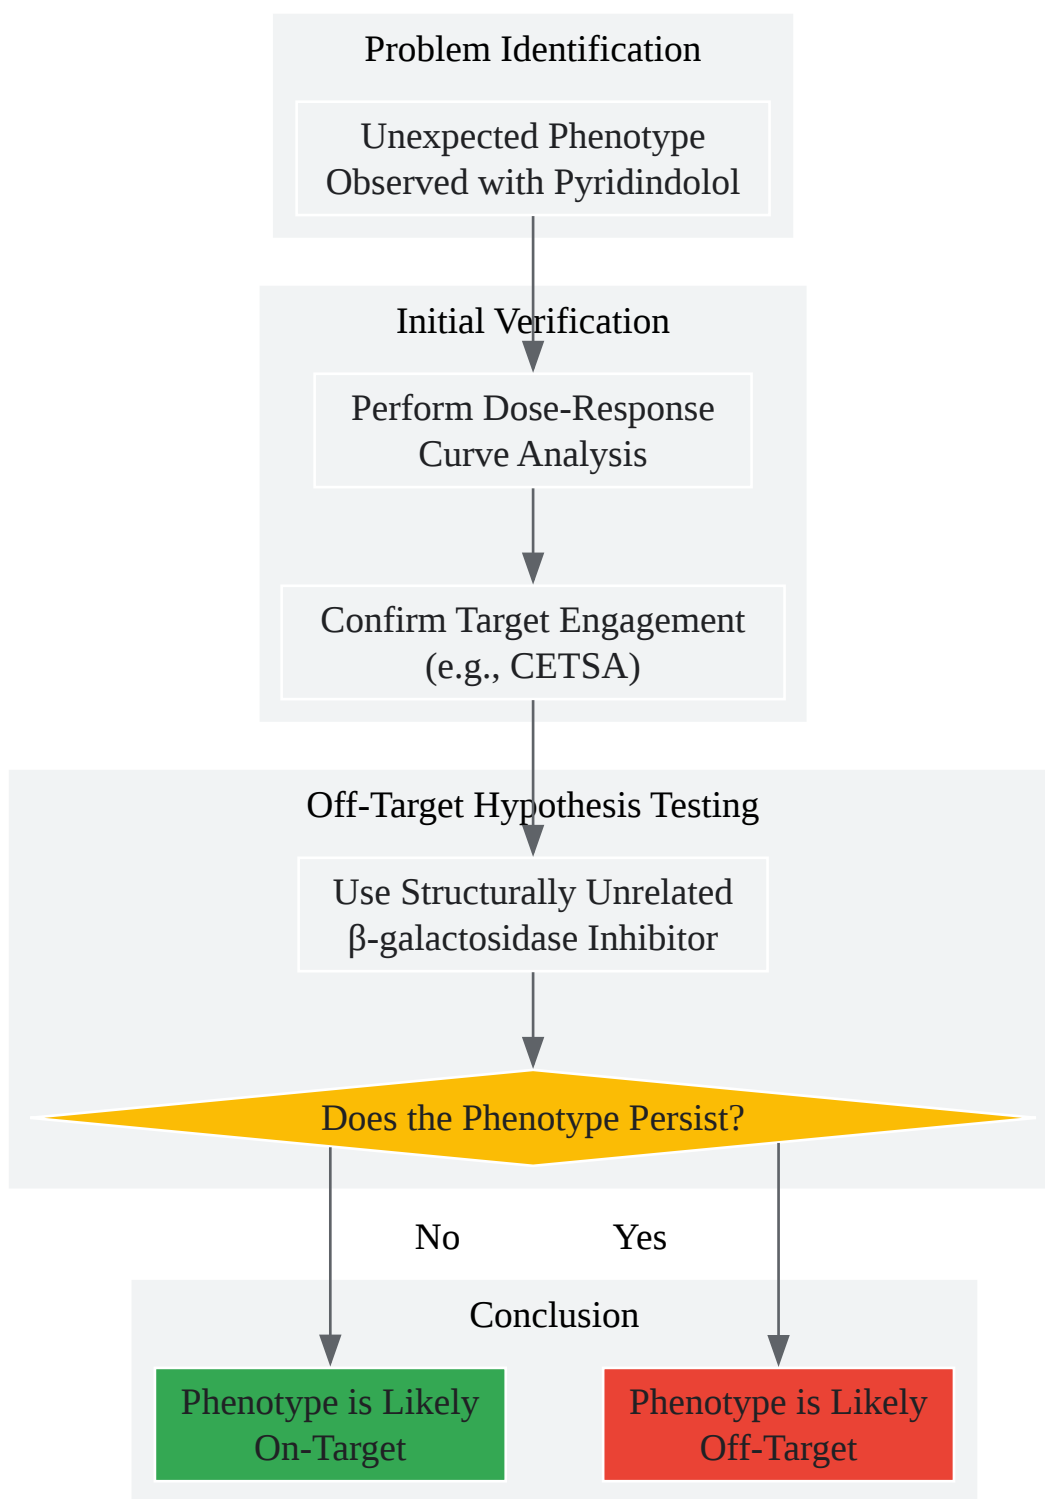 Problem Identification
Unexpected Phenotype
Observed with Pyridindolol
Initial Verification
Perform Dose-Response
Curve Analysis
Confirm Target Engagement
(e.g., CETSA)
Off-Target Hypothesis Testing
Use Structurally Unrelated
β-galactosidase Inhibitor
Does the Phenotype Persist?
No
Yes
Conclusion
Phenotype is Likely
On-Target
Phenotype is Likely
Off-Target